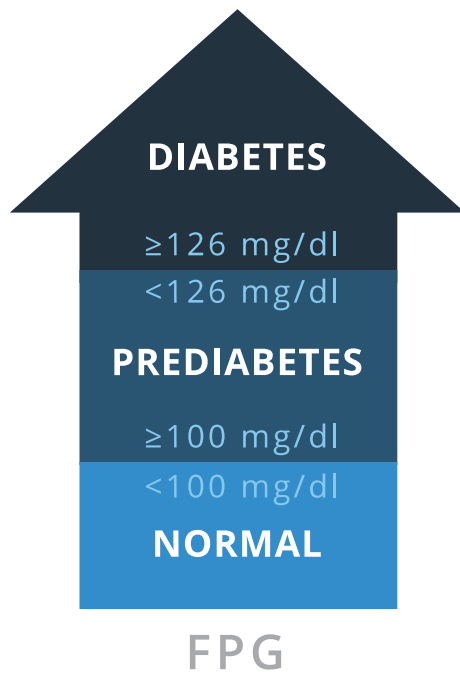 DIABETES
≥126 mg/dl
<126 mg/dl
PREDIABETES
≥100 mg/dl
<100 mg/dl
NORMAL
FPG